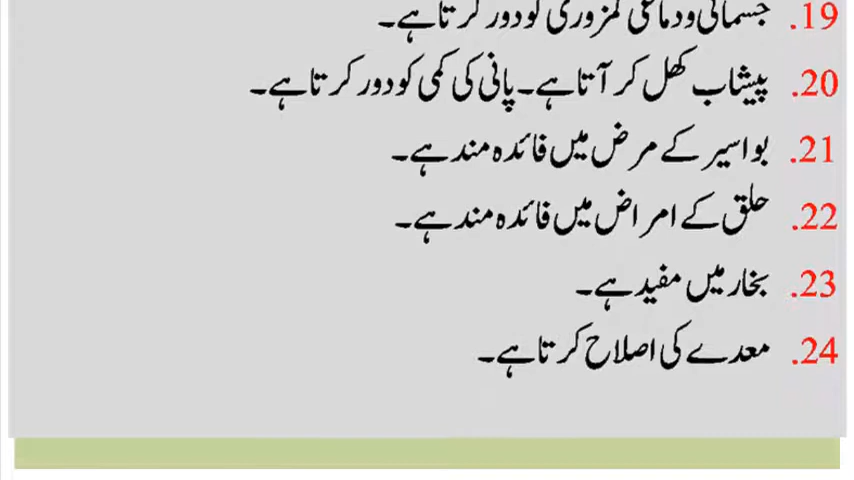 19. جسمانی و دماغی کمزوری کو دور کرتا ہے۔
20. پیشاب کھل کر آتا ہے۔ پانی کی کمی کو دور کرتا ہے۔
21. بواسیر کے مرض میں فائدہ مند ہے۔
22. حلق کے امراض میں فائدہ مند ہے۔
23. بخار میں مفید ہے۔
24. معدے کی اصلاح کرتا ہے۔